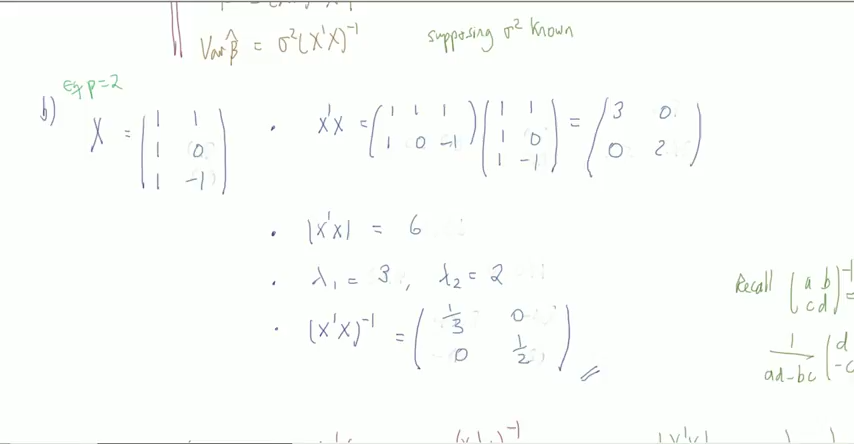 Var β̂ = σ²(X'X)⁻¹ supposing σ² known
Eg p=2
b) X = (1 1; 1 0; 1 -1) • X'X = (1 1 1; 1 0 -1)(1 1; 1 0; 1 -1) = (3 0; 0 2)
• |X'X| = 6
• λ₁ = 3, λ₂ = 2
Recall (a b; c d)⁻¹ =
• (X'X)⁻¹ = (1/3 0; 0 1/2)
1/(ad-bc) (d; -c